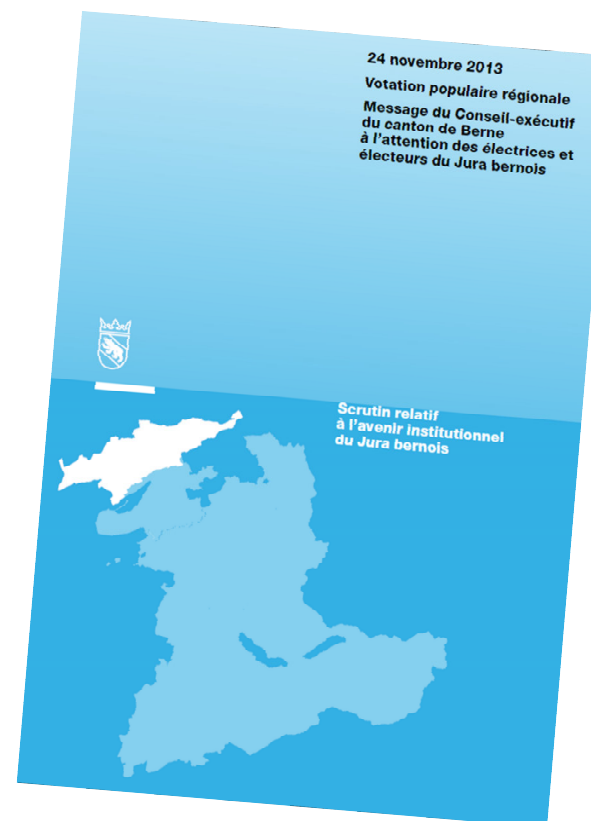 24 novembre 2013
Votation populaire régionale
Message du Conseil-exécutif
du canton de Berne
à l'attention des électrices et
électeurs du Jura bernois
Scrutin relatif
à l'avenir institutionnel
du Jura bernois